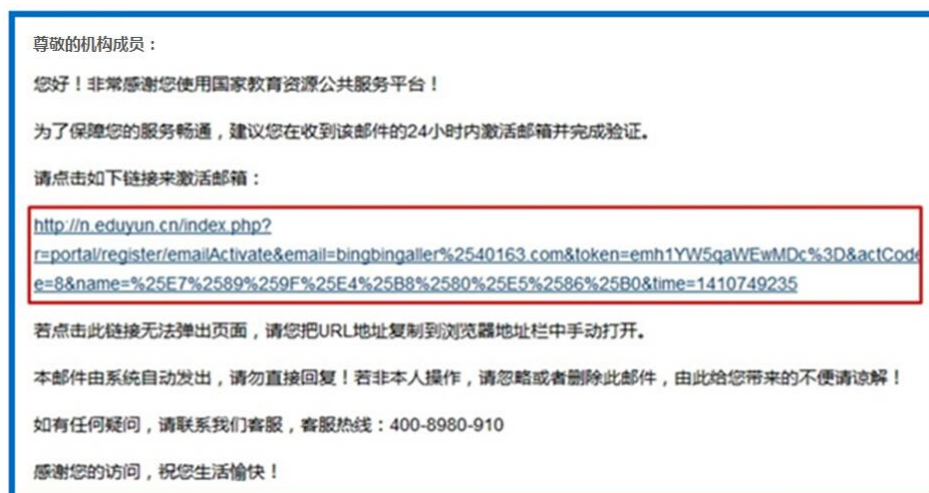 尊敬的机构成员：
您好！非常感谢您使用国家教育资源公共服务平台！
为了保障您的服务畅通，建议您在收到该邮件的24小时内激活邮箱并完成验证。
请点击如下链接来激活邮箱：
http://n.eduyun.cn/index.php?
r=portal/register/emailActivate&email=bingbingaller%2540163.com&token=emh1YW5qaWEwMDc%3D&actCode
e=8&name=%25E7%2589%259F%25E4%25B8%2580%25E5%2586%25B0&time=1410749235
若点击此链接无法弹出页面，请您把URL地址复制到浏览器地址栏中手动打开。
本邮件由系统自动发出，请勿直接回复！若非本人操作，请忽略或者删除此邮件，由此给您带来的不便请谅解！
如有任何疑问，请联系我们客服，客服热线：400-8980-910
感谢您的访问，祝您生活愉快！